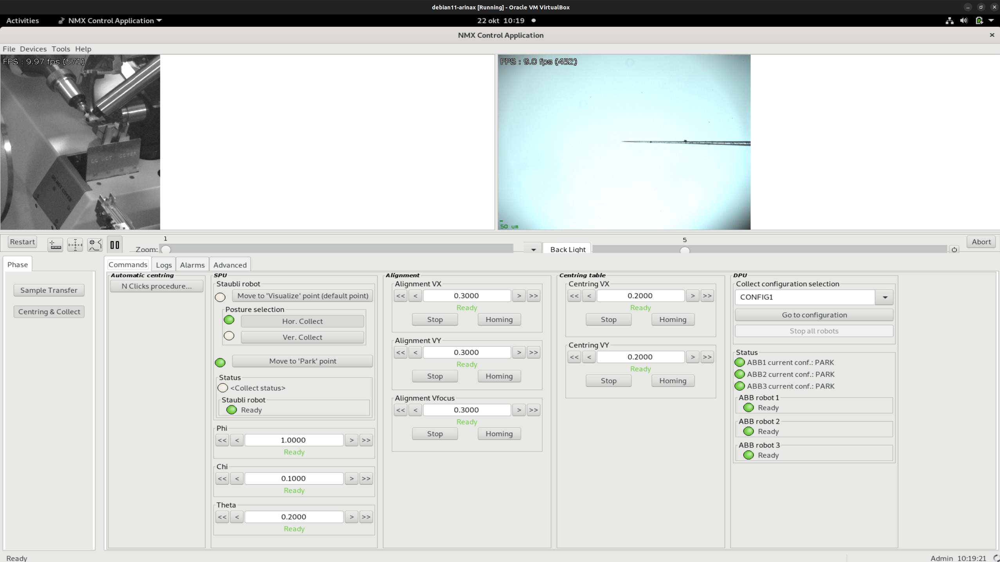 debian11-arinax [Running] - Oracle VM VirtualBox
Activities NMX Control Application 22 okt 10:19
NMX Control Application
File Devices Tools Help
FPS : 9.97 fps (571)
DO NOT COVER
DO NOT COVER
FPS : 9.0 fps (452)
50 um
Restart Zoom: 1 Back Light 5 Abort
Phase
Sample Transfer
Centring & Collect
Commands Logs Alarms Advanced
Automatic centring
N Clicks procedure...
SPU
Staubli robot
Move to 'Visualize' point (default point)
Posture selection
Hor. Collect
Ver. Collect
Move to 'Park' point
Status
<Collect status>
Staubli robot
Ready
Phi
<< < 1.0000 > >>
Ready
Chi
<< < 0.1000 > >>
Ready
Theta
<< < 0.2000 > >>
Ready
Alignment
Alignment VX
<< < 0.3000 > >>
Ready
Stop Homing
Alignment VY
<< < 0.3000 > >>
Ready
Stop Homing
Alignment Vfocus
<< < 0.3000 > >>
Ready
Stop Homing
Centring table
Centring VX
<< < 0.2000 > >>
Ready
Stop Homing
Centring VY
<< < 0.2000 > >>
Ready
Stop Homing
DPU
Collect configuration selection
CONFIG1
Go to configuration
Stop all robots
Status
ABB1 current conf.: PARK
ABB2 current conf.: PARK
ABB3 current conf.: PARK
ABB robot 1
Ready
ABB robot 2
Ready
ABB robot 3
Ready
Ready Admin 10:19:21